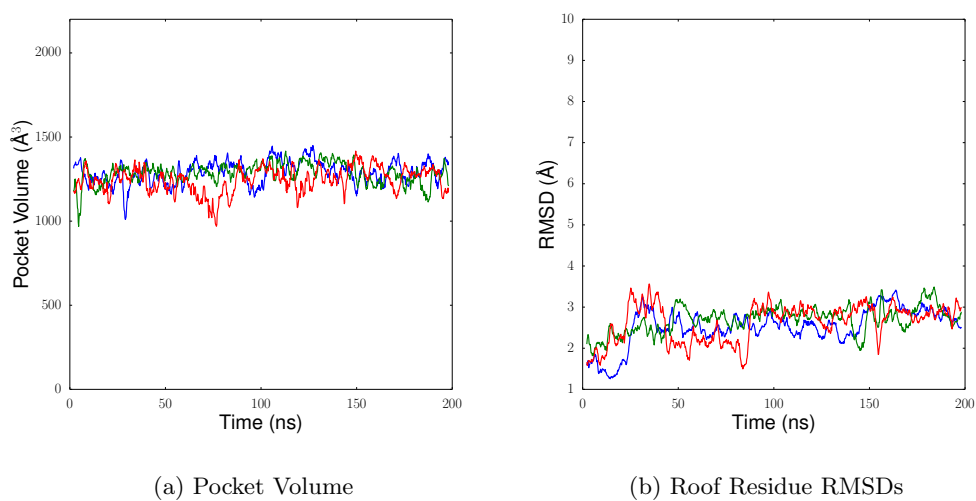 2000
1500
1000
500
0
Pocket Volume (Å³)
0 50 100 150 200
Time (ns)
(a) Pocket Volume
10
9
8
7
6
5
4
3
2
1
RMSD (Å)
0 50 100 150 200
Time (ns)
(b) Roof Residue RMSDs